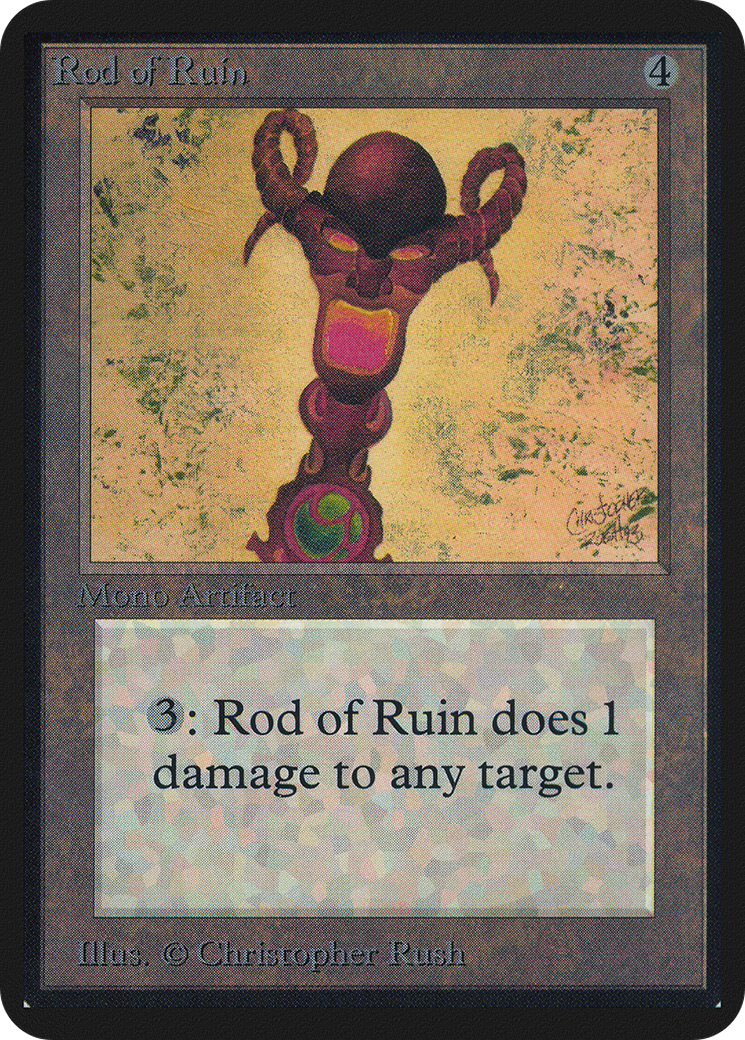 Rod of Ruin 4
Mono Artifact
3: Rod of Ruin does 1
damage to any target.
Illus. © Christopher Rush